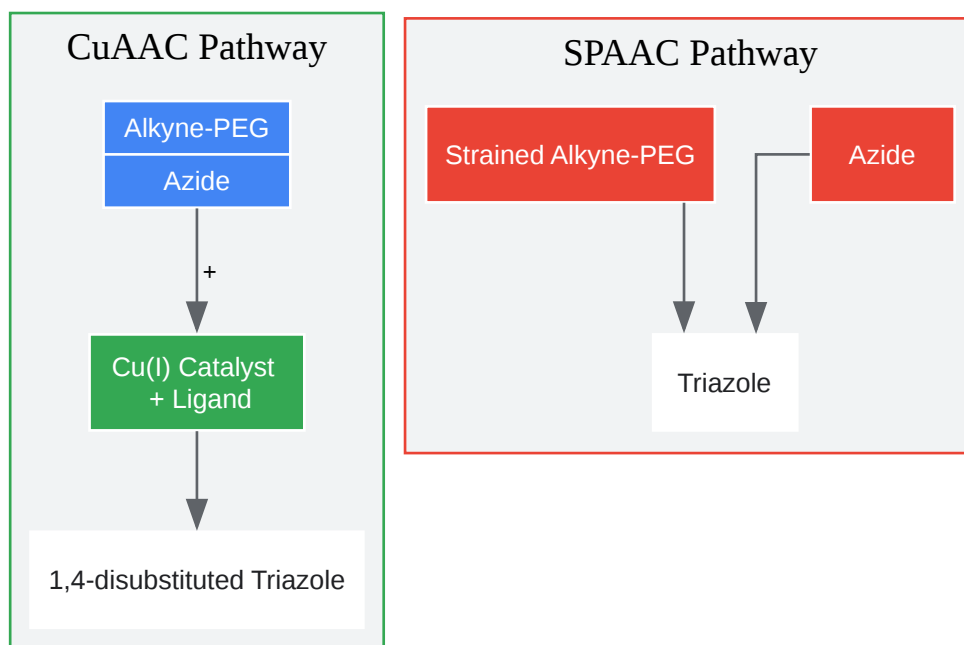 CuAAC Pathway
Alkyne-PEG
Azide
+
Cu(I) Catalyst
+ Ligand
1,4-disubstituted Triazole
SPAAC Pathway
Strained Alkyne-PEG
Azide
Triazole